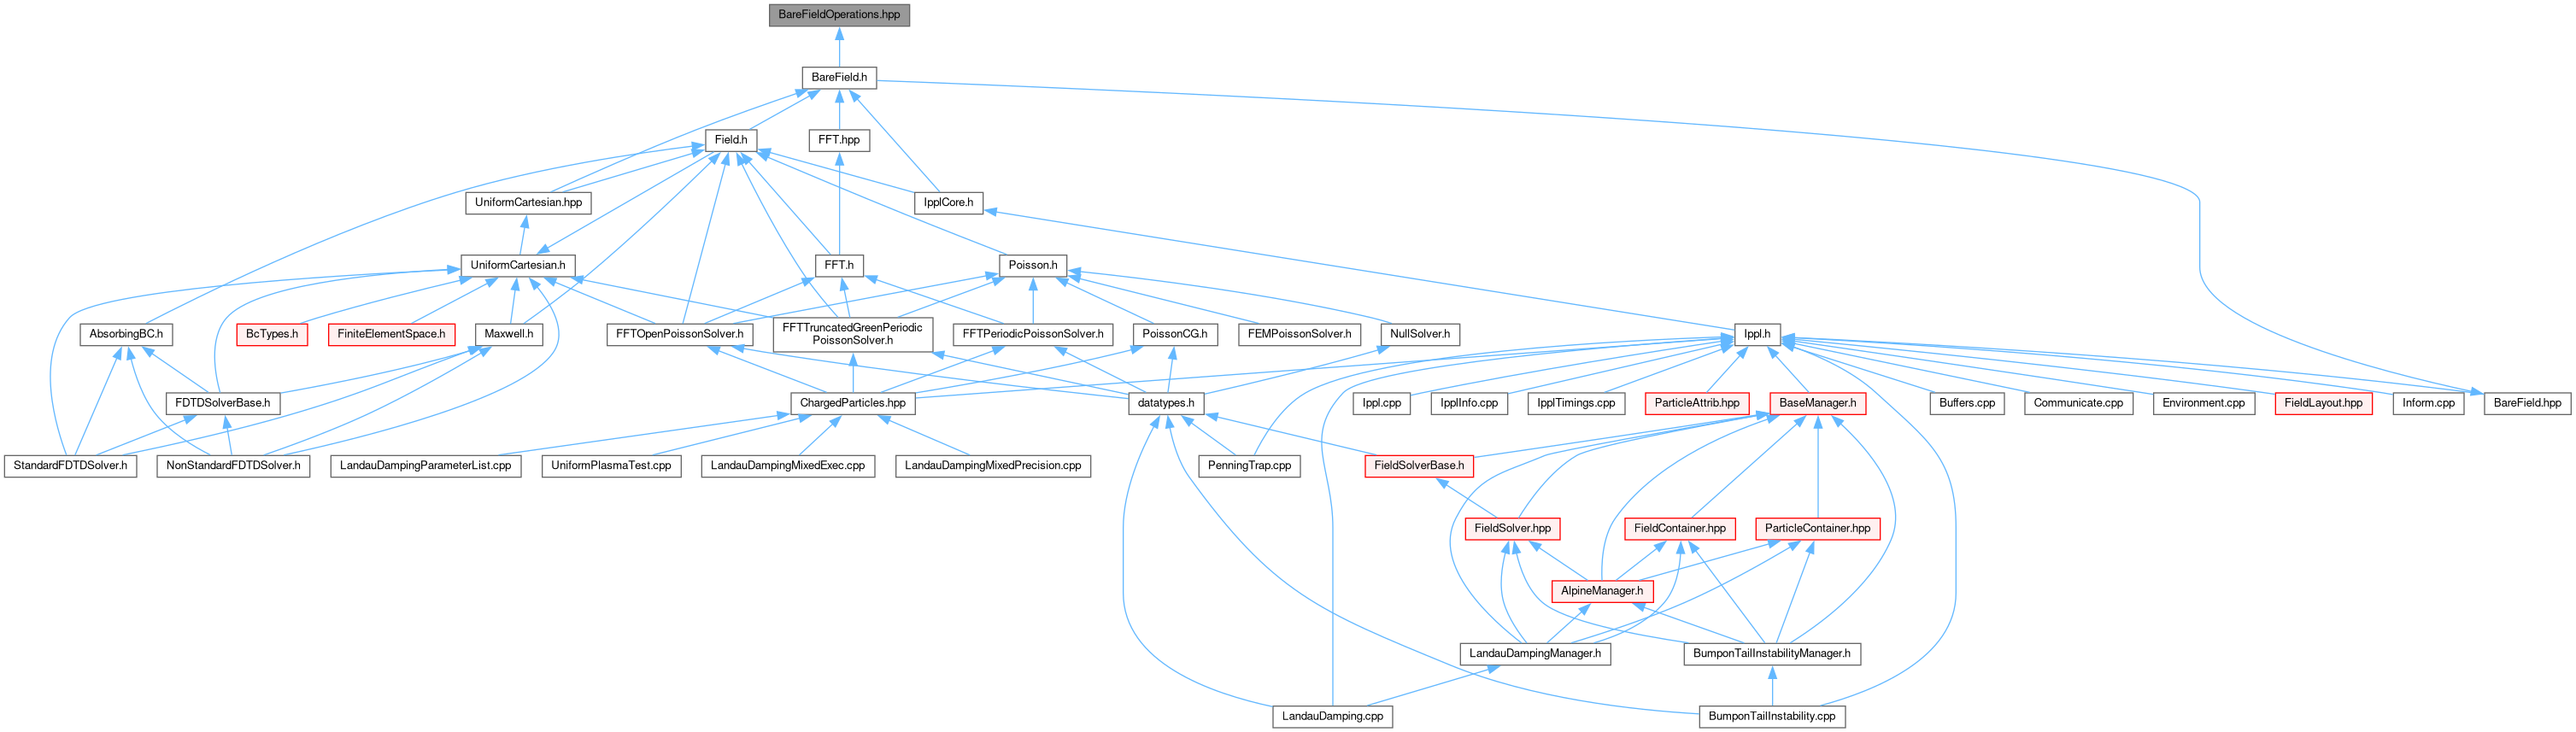 BareFieldOperations.hpp
BareField.h
Field.h
FFT.hpp
UniformCartesian.hpp
IpplCore.h
UniformCartesian.h
FFT.h
Poisson.h
AbsorbingBC.h
BcTypes.h
FiniteElementSpace.h
Maxwell.h
FFTOpenPoissonSolver.h
FFTTruncatedGreenPeriodic
PoissonSolver.h
FFTPeriodicPoissonSolver.h
PoissonCG.h
FEMPoissonSolver.h
NullSolver.h
Ippl.h
FDTDSolverBase.h
ChargedParticles.hpp
datatypes.h
Ippl.cpp
IpplInfo.cpp
IpplTimings.cpp
ParticleAttrib.hpp
BaseManager.h
Buffers.cpp
Communicate.cpp
Environment.cpp
FieldLayout.hpp
Inform.cpp
BareField.hpp
StandardFDTDSolver.h
NonStandardFDTDSolver.h
LandauDampingParameterList.cpp
UniformPlasmaTest.cpp
LandauDampingMixedExec.cpp
LandauDampingMixedPrecision.cpp
PenningTrap.cpp
FieldSolverBase.h
FieldSolver.hpp
FieldContainer.hpp
ParticleContainer.hpp
AlpineManager.h
LandauDampingManager.h
BumponTailInstabilityManager.h
LandauDamping.cpp
BumponTailInstability.cpp